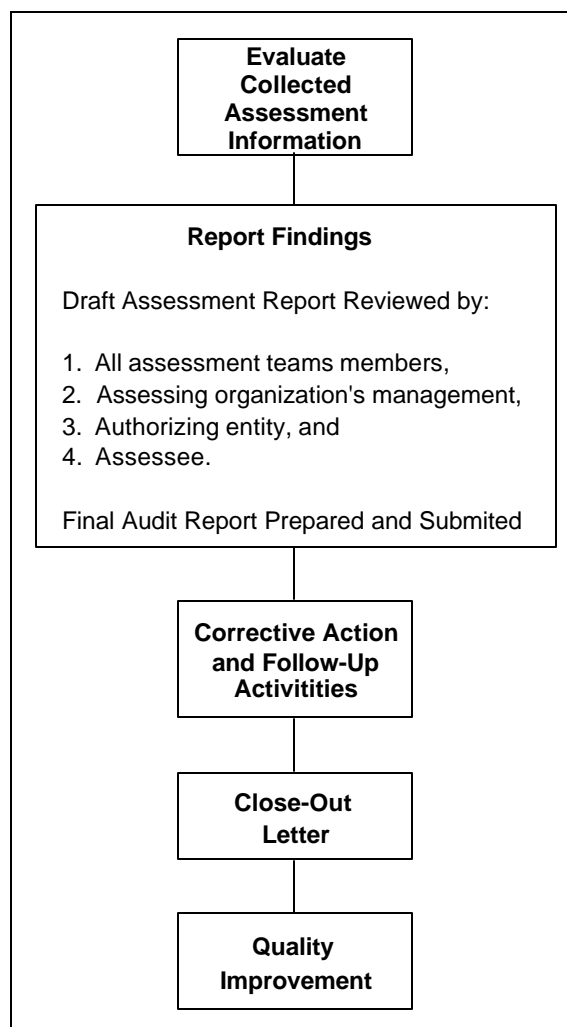 Evaluate
Collected
Assessment
Information
Report Findings
Draft Assessment Report Reviewed by:
1. All assessment teams members,
2. Assessing organization's management,
3. Authorizing entity, and
4. Assessee.
Final Audit Report Prepared and Submited
Corrective Action
and Follow-Up
Activitities
Close-Out
Letter
Quality
Improvement